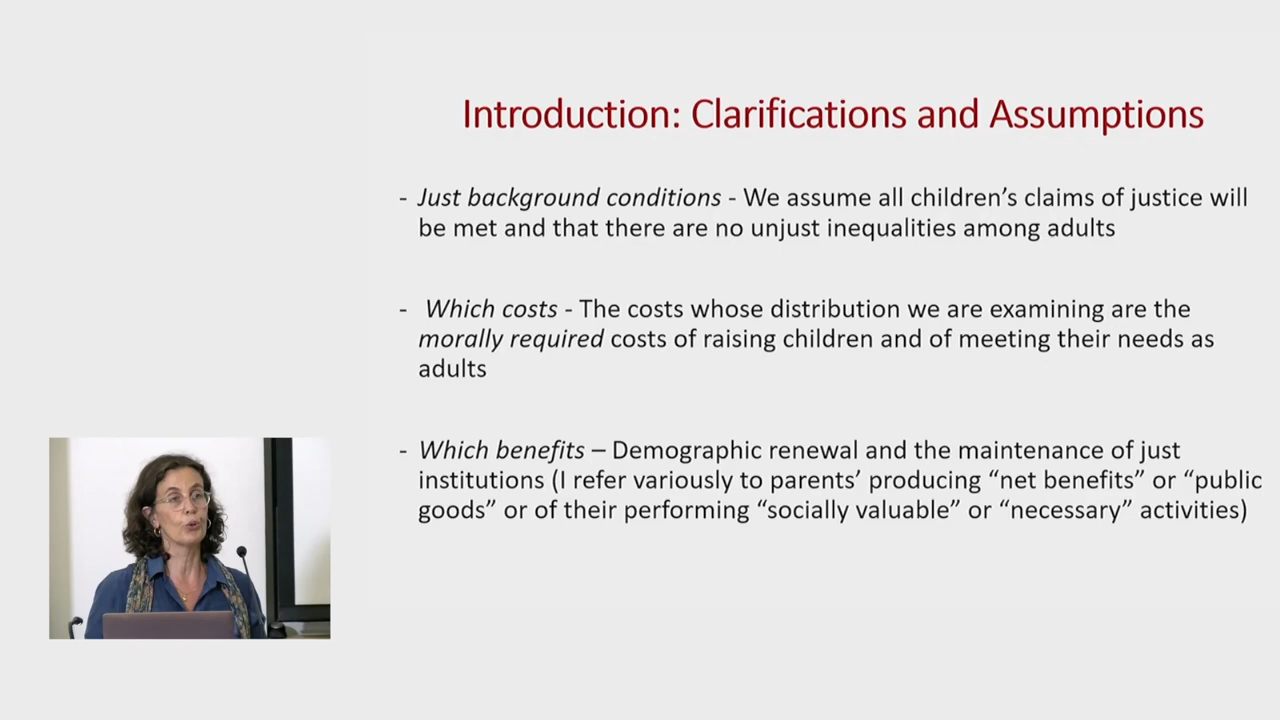 Introduction: Clarifications and Assumptions
- Just background conditions - We assume all children’s claims of justice will
be met and that there are no unjust inequalities among adults
- Which costs - The costs whose distribution we are examining are the
morally required costs of raising children and of meeting their needs as
adults
- Which benefits – Demographic renewal and the maintenance of just
institutions (I refer variously to parents’ producing “net benefits” or “public
goods” or of their performing “socially valuable” or “necessary” activities)